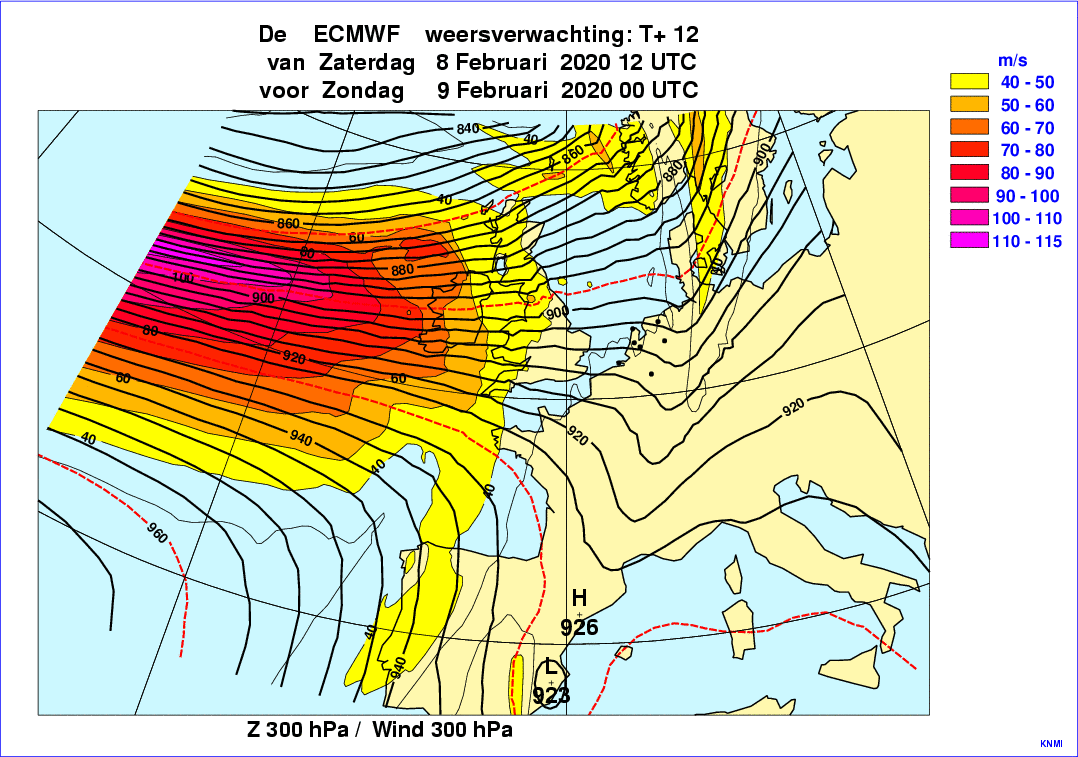 De ECMWF weersverwachting: T+ 12
van Zaterdag 8 Februari 2020 12 UTC
voor Zondag 9 Februari 2020 00 UTC
m/s
40 - 50
50 - 60
60 - 70
70 - 80
80 - 90
90 - 100
100 - 110
110 - 115
840
40
860
900
880
40
860
60
80
880
80
100
900
900
80
920
60
60
920
920
940
40
40
40
960
H
926
40
940
L
923
Z 300 hPa / Wind 300 hPa
KNMI